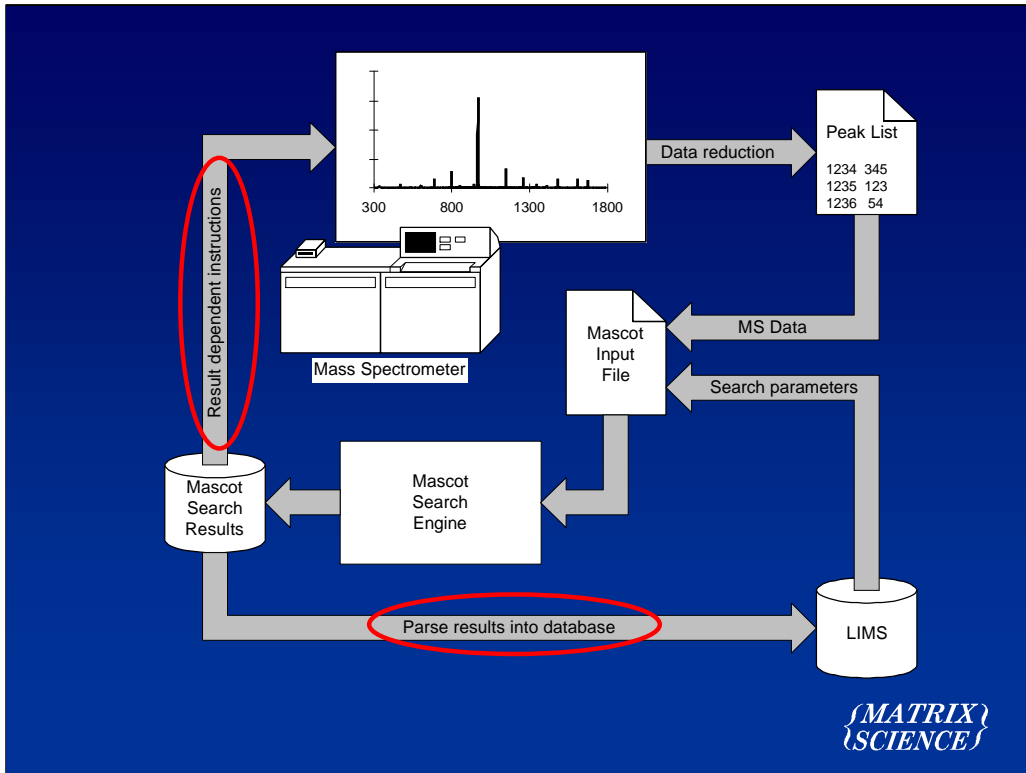 300 800 1300 1800
Data reduction
Peak List
1234 345
1235 123
1236 54
Result dependent instructions
Mass Spectrometer
MS Data
Mascot
Input
File
Search parameters
Mascot
Search
Results
Mascot
Search
Engine
Parse results into database
LIMS
{MATRIX}
{SCIENCE}